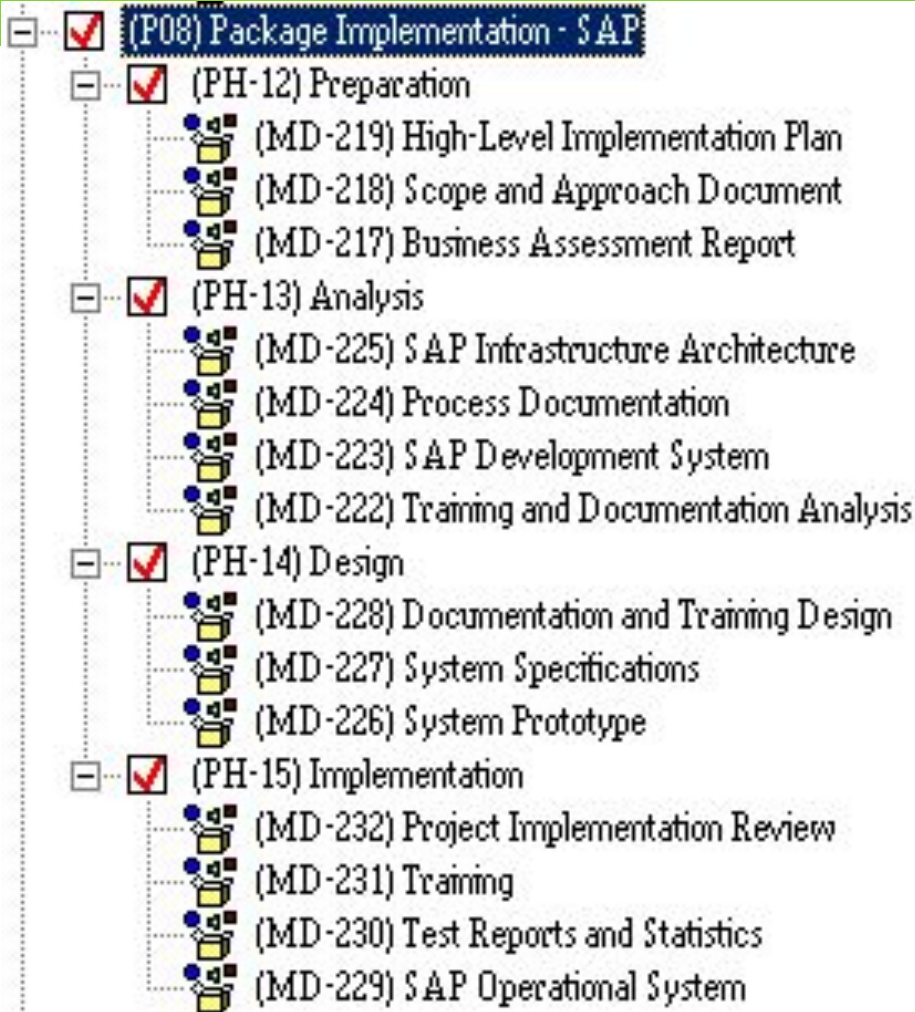 (P08) Package Implementation - SAP
(PH-12) Preparation
(MD-219) High-Level Implementation Plan
(MD-218) Scope and Approach Document
(MD-217) Business Assessment Report
(PH-13) Analysis
(MD-225) SAP Infrastructure Architecture
(MD-224) Process Documentation
(MD-223) SAP Development System
(MD-222) Training and Documentation Analysis
(PH-14) Design
(MD-228) Documentation and Training Design
(MD-227) System Specifications
(MD-226) System Prototype
(PH-15) Implementation
(MD-232) Project Implementation Review
(MD-231) Training
(MD-230) Test Reports and Statistics
(MD-229) SAP Operational System